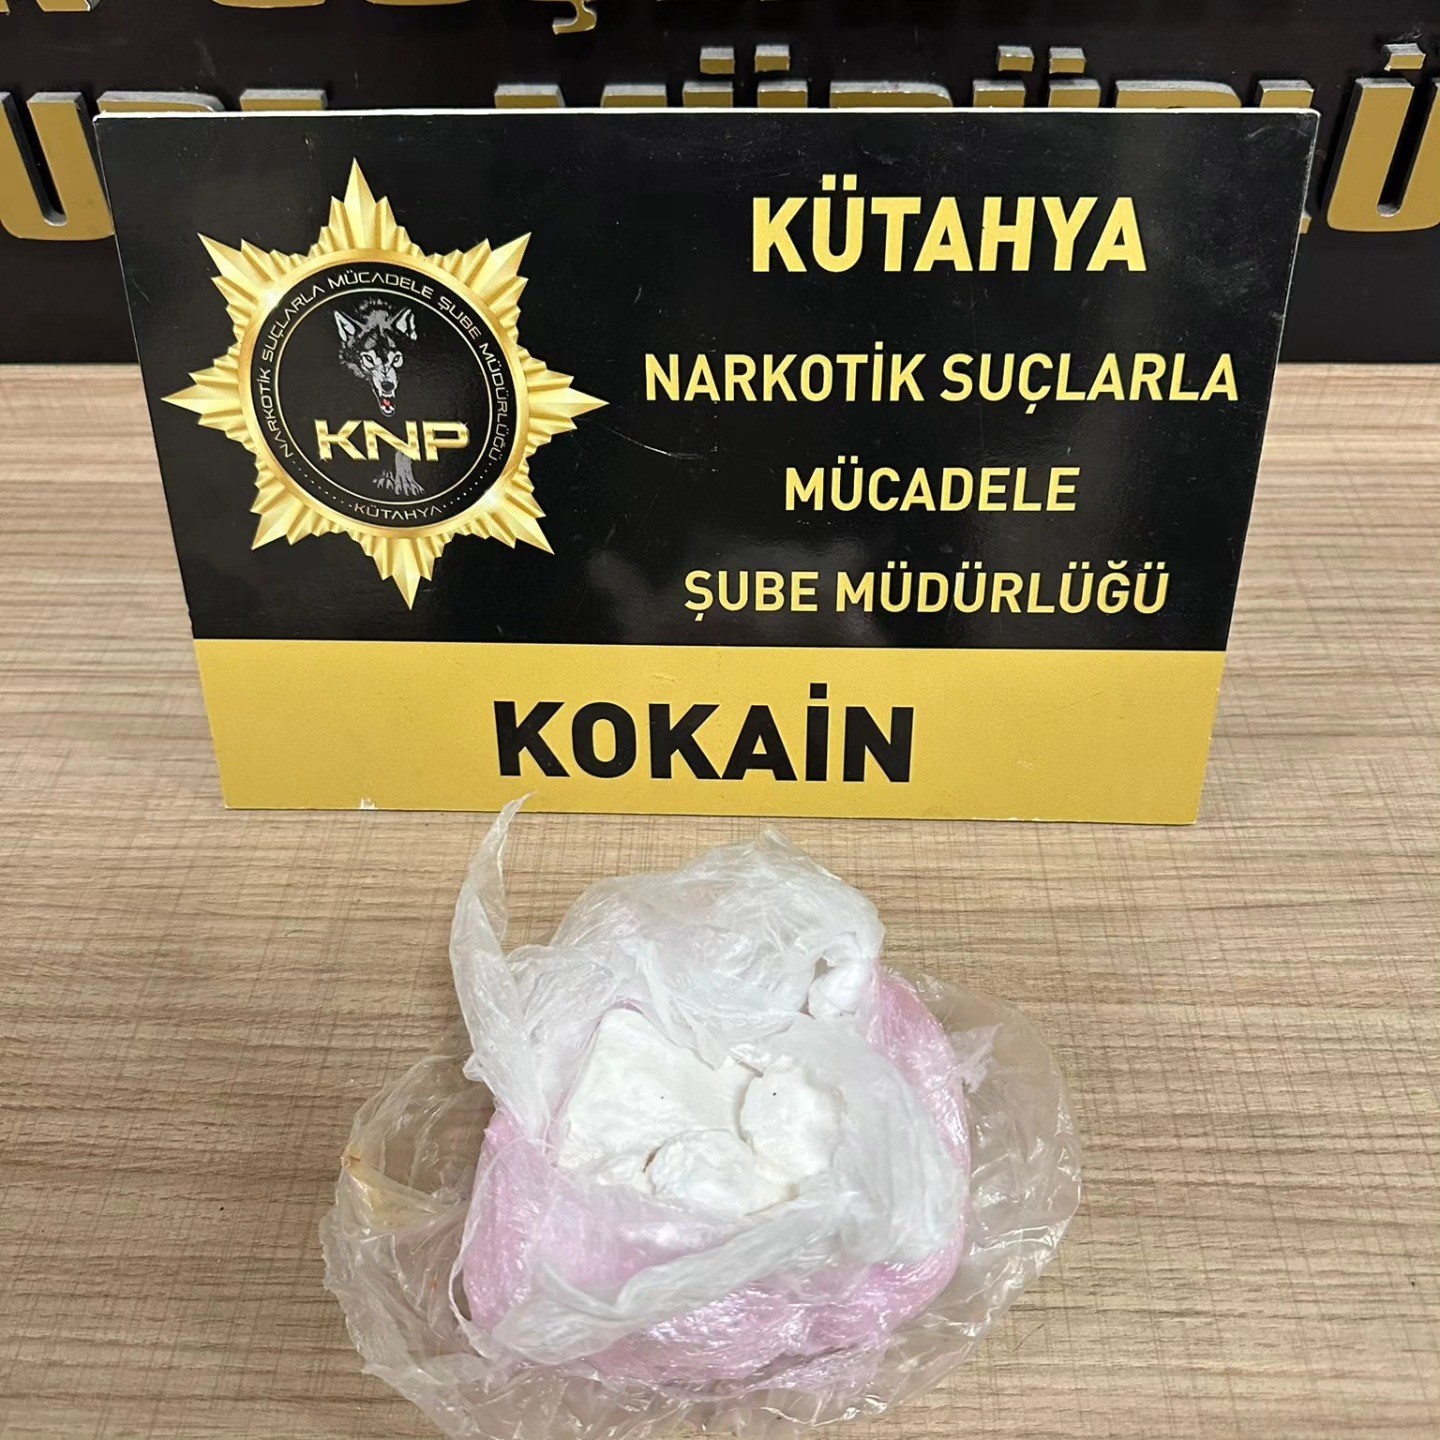 KÜTAHYA
NARKOTİK SUÇLARLA
MÜCADELE
ŞUBE MÜDÜRLÜĞÜ
NARKOTİK SUÇLARLA MÜCADELE ŞUBE MÜDÜRLÜĞÜ
KNP
KÜTAHYA
KOKAİN